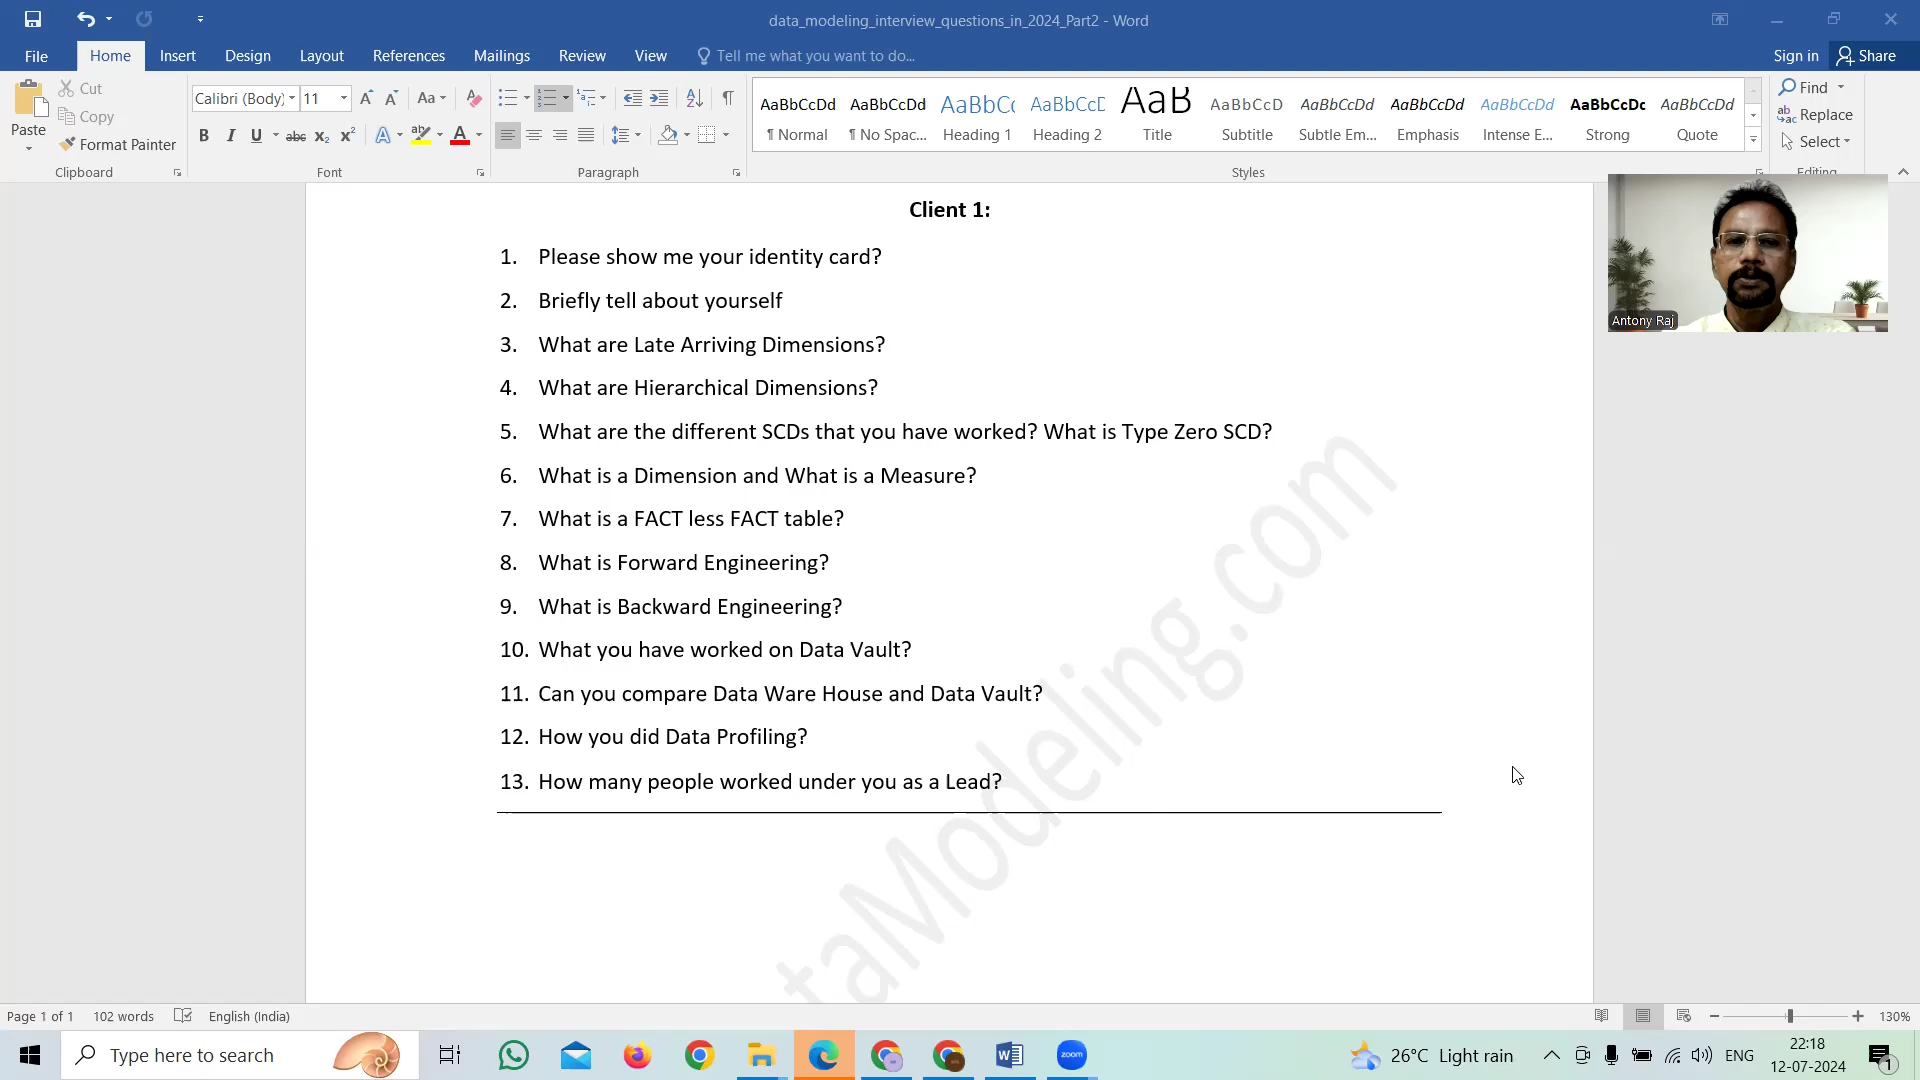 data_modeling_interview_questions_in_2024_Part2 - Word
File Home Insert Design Layout References Mailings Review View Tell me what you want to do... Sign in Share
Paste
Cut
Copy
Format Painter
Clipboard
Calibri (Body) 11
Font
Paragraph
AaBbCcDd AaBbCcDd AaBbCc AaBbCcD AaB AaBbCcD AaBbCcDd AaBbCcDd AaBbCcDd AaBbCcDc AaBbCcDd
¶ Normal ¶ No Spac... Heading 1 Heading 2 Title Subtitle Subtle Em... Emphasis Intense E... Strong Quote
Styles
Find
Replace
Select
Editing
Antony Raj
Client 1:
1. Please show me your identity card?
2. Briefly tell about yourself
3. What are Late Arriving Dimensions?
4. What are Hierarchical Dimensions?
5. What are the different SCDs that you have worked? What is Type Zero SCD?
6. What is a Dimension and What is a Measure?
7. What is a FACT less FACT table?
8. What is Forward Engineering?
9. What is Backward Engineering?
10. What you have worked on Data Vault?
11. Can you compare Data Ware House and Data Vault?
12. How you did Data Profiling?
13. How many people worked under you as a Lead?
taModeling.com
Page 1 of 1 102 words English (India) 130%
Type here to search
zoom
26°C Light rain
ENG
22:18
12-07-2024
1